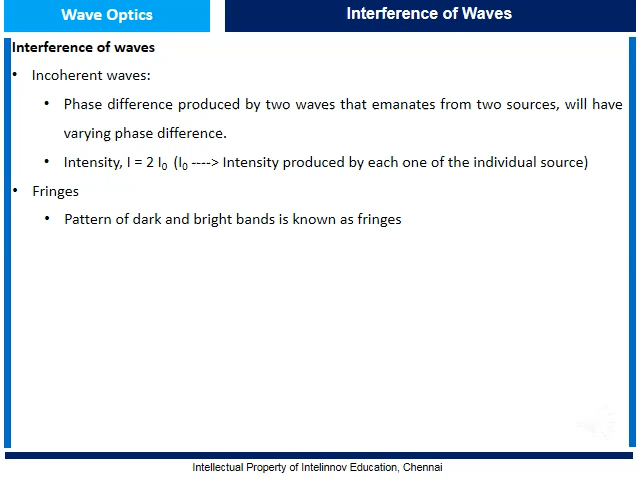 Wave Optics
Interference of Waves
Interference of waves
• Incoherent waves:
• Phase difference produced by two waves that emanates from two sources, will have
varying phase difference.
• Intensity, I = 2 I₀ (I₀ ----> Intensity produced by each one of the individual source)
• Fringes
• Pattern of dark and bright bands is known as fringes
Intellectual Property of Intelinnov Education, Chennai